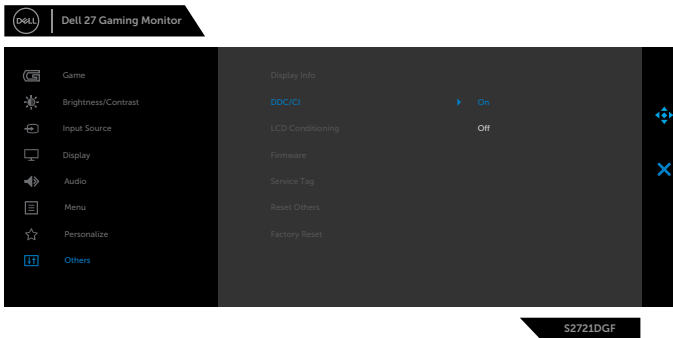 DELL
Dell 27 Gaming Monitor
Game
Display Info
Brightness/Contrast
DDC/CI
On
Input Source
LCD Conditioning
Off
Display
Firmware
Audio
Service Tag
Menu
Reset Others
Personalize
Factory Reset
Others
S2721DGF